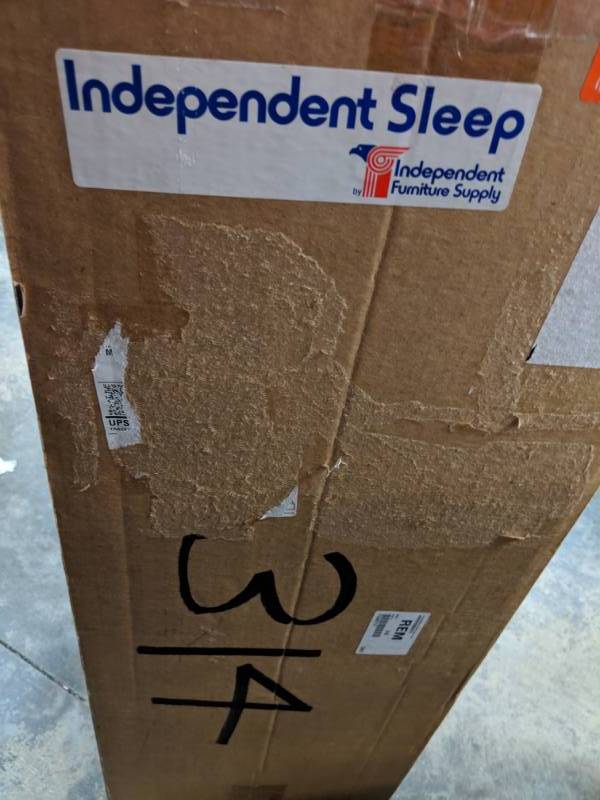 Independent Sleep
by Independent
Furniture Supply
M
UPS
REM
3/4